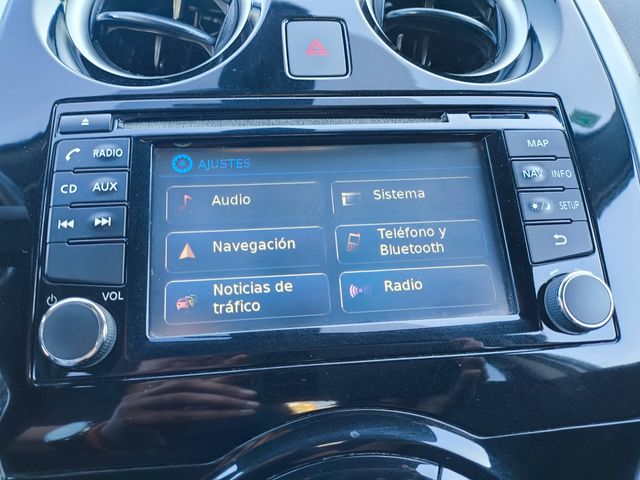 RADIO
CD AUX
VOL
AJUSTES
Audio
Sistema
Navegación
Teléfono y
Bluetooth
Noticias de
tráfico
Radio
MAP
NAV INFO
SETUP